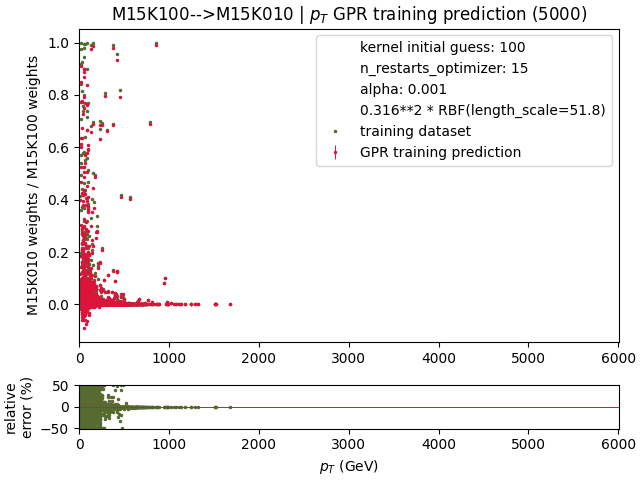 M15K100-->M15K010 | pT GPR training prediction (5000)
kernel initial guess: 100
n_restarts_optimizer: 15
alpha: 0.001
0.316**2 * RBF(length_scale=51.8)
training dataset
GPR training prediction
M15K010 weights / M15K100 weights
1.0
0.8
0.6
0.4
0.2
0.0
0 1000 2000 3000 4000 5000 6000
relative
error (%)
50
0
−50
0 1000 2000 3000 4000 5000 6000
pT (GeV)